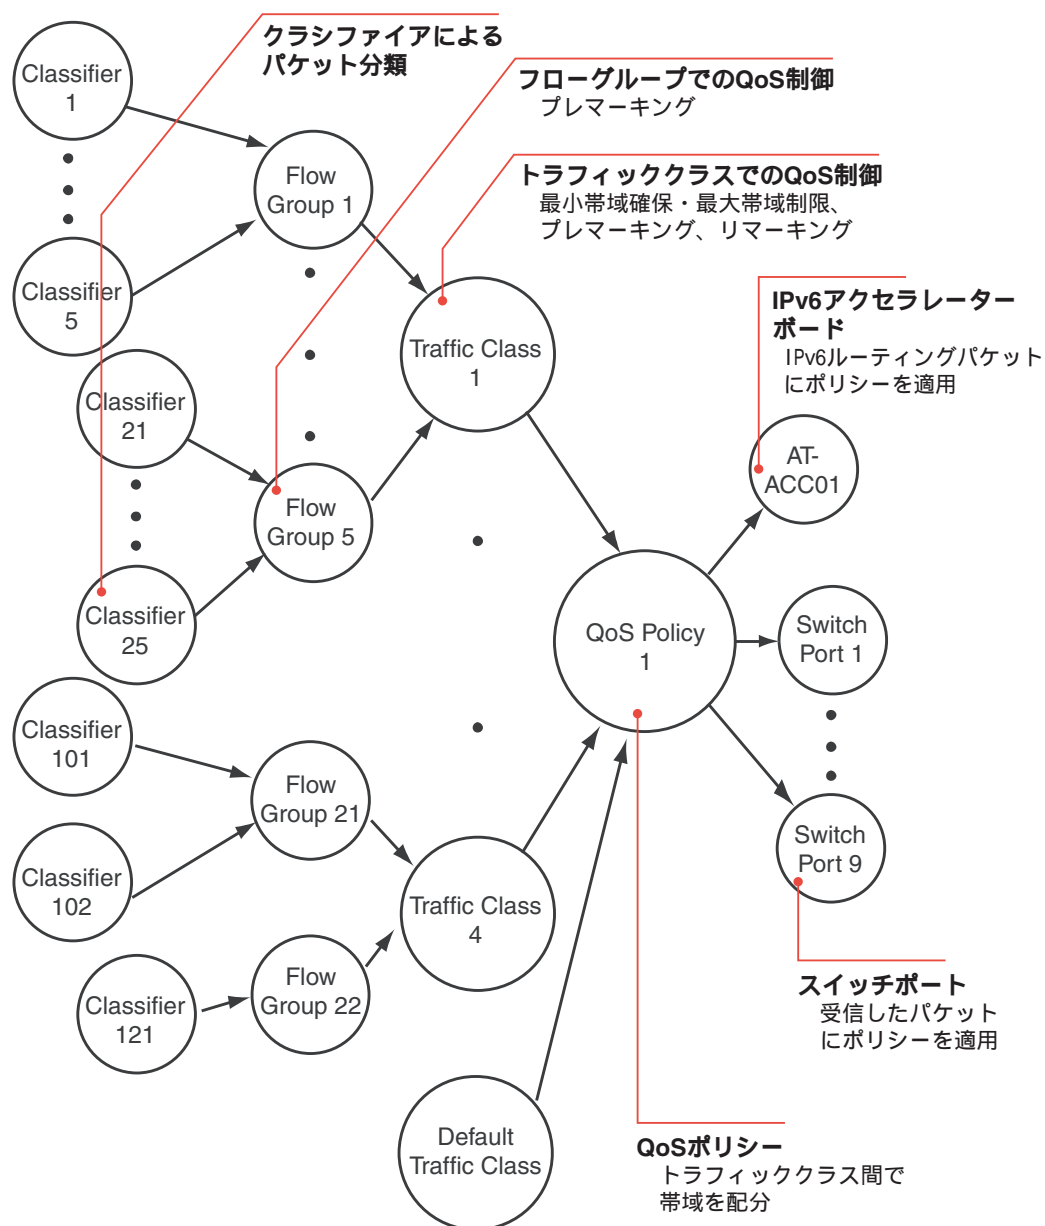 クラシファイアによる
パケット分類
フローグループでのQoS制御
プレマーキング
トラフィッククラスでのQoS制御
最小帯域確保・最大帯域制限、
プレマーキング、リマーキング
IPv6アクセラレーター
ボード
IPv6ルーティングパケット
にポリシーを適用
Classifier
1
Classifier
5
Classifier
21
Classifier
25
Classifier
101
Classifier
102
Classifier
121
Flow
Group 1
Flow
Group 5
Flow
Group 21
Flow
Group 22
Traffic Class
1
Traffic Class
4
Default
Traffic Class
QoS Policy
1
AT-
ACC01
Switch
Port 1
Switch
Port 9
スイッチポート
受信したパケット
にポリシーを適用
QoSポリシー
トラフィッククラス間で
帯域を配分